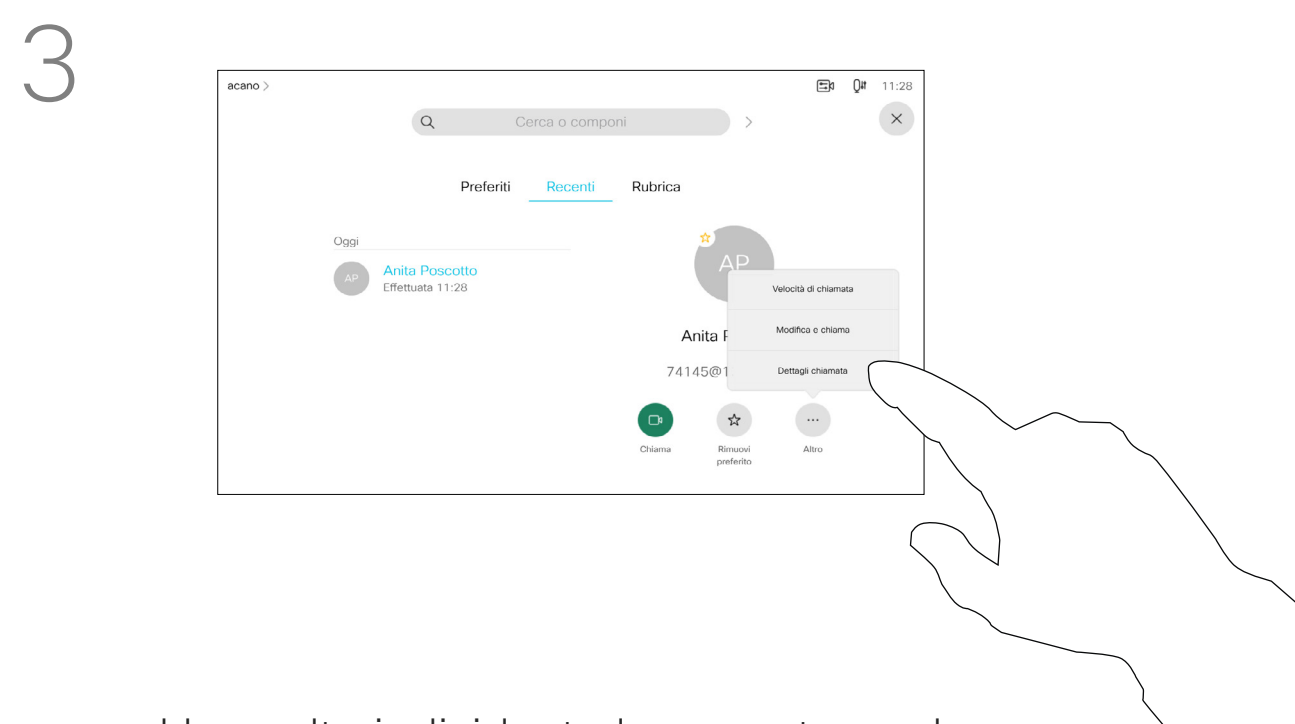 3
acano >
11:28
Cerca o componi
Preferiti Recenti Rubrica
Oggi
AP Anita Poscotto
Effettuata 11:28
AP
Velocità di chiamata
Modifica e chiama
Dettagli chiamata
Anita
74145@1
Chiama
Rimuovi
preferito
Altro